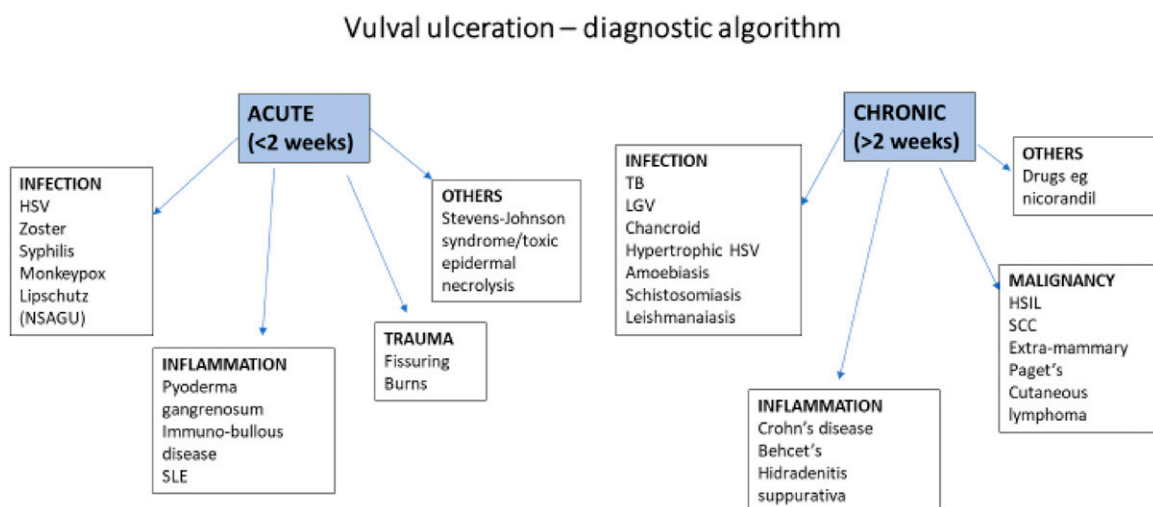 Vulval ulceration – diagnostic algorithm
ACUTE
(<2 weeks)
INFECTION
HSV
Zoster
Syphilis
Monkeypox
Lipschutz
(NSAGU)
INFLAMMATION
Pyoderma
gangrenosum
Immuno-bullous
disease
SLE
TRAUMA
Fissuring
Burns
OTHERS
Stevens-Johnson
syndrome/toxic
epidermal
necrolysis
CHRONIC
(>2 weeks)
INFECTION
TB
LGV
Chancroid
Hypertrophic HSV
Amoebiasis
Schistosomiasis
Leishmanaiasis
INFLAMMATION
Crohn's disease
Behcet's
Hidradenitis
suppurativa
MALIGNANCY
HSIL
SCC
Extra-mammary
Paget's
Cutaneous
lymphoma
OTHERS
Drugs eg
nicorandil